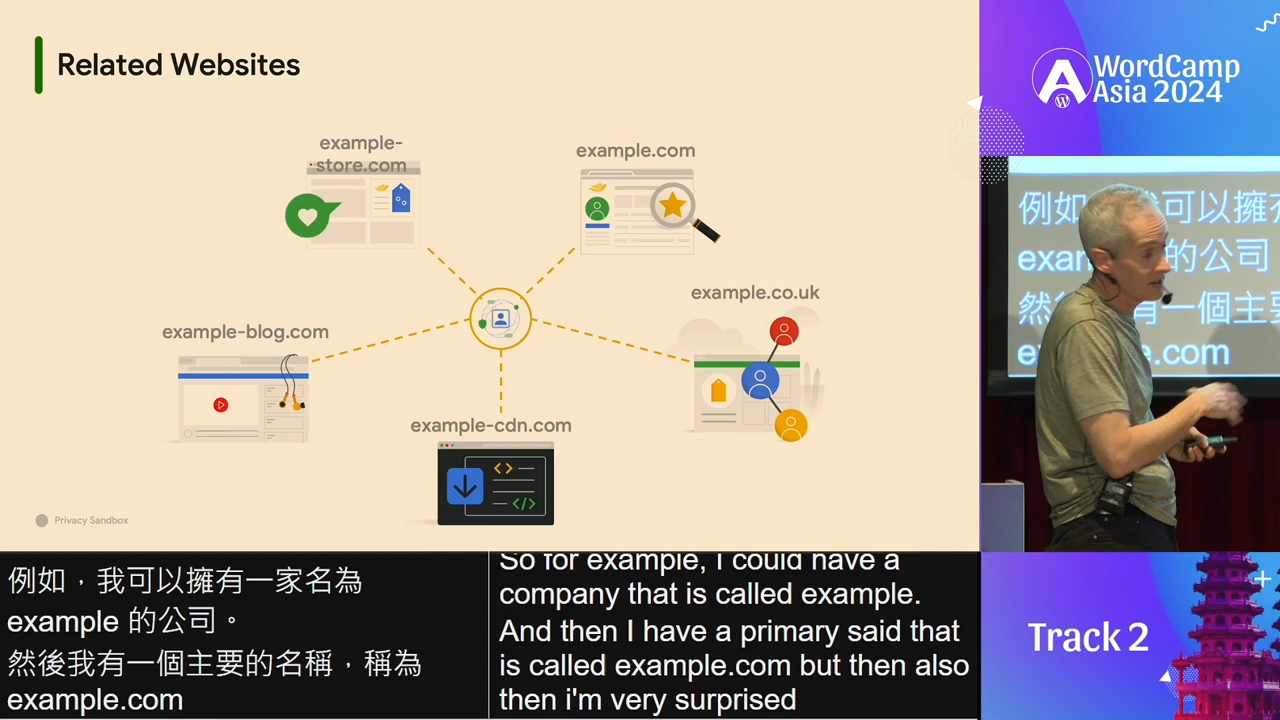 Related Websites
example-
store.com
example.com
example.co.uk
example-blog.com
example-cdn.com
Privacy Sandbox
WordCamp
Asia 2024
例如，我可以擁有
example 的公司
然後我有一個主要
example.com
例如，我可以擁有一家名為
example 的公司。
然後我有一個主要的名稱，稱為
example.com
So for example, I could have a
company that is called example.
And then I have a primary said that
is called example.com but then also
then i'm very surprised
Track 2